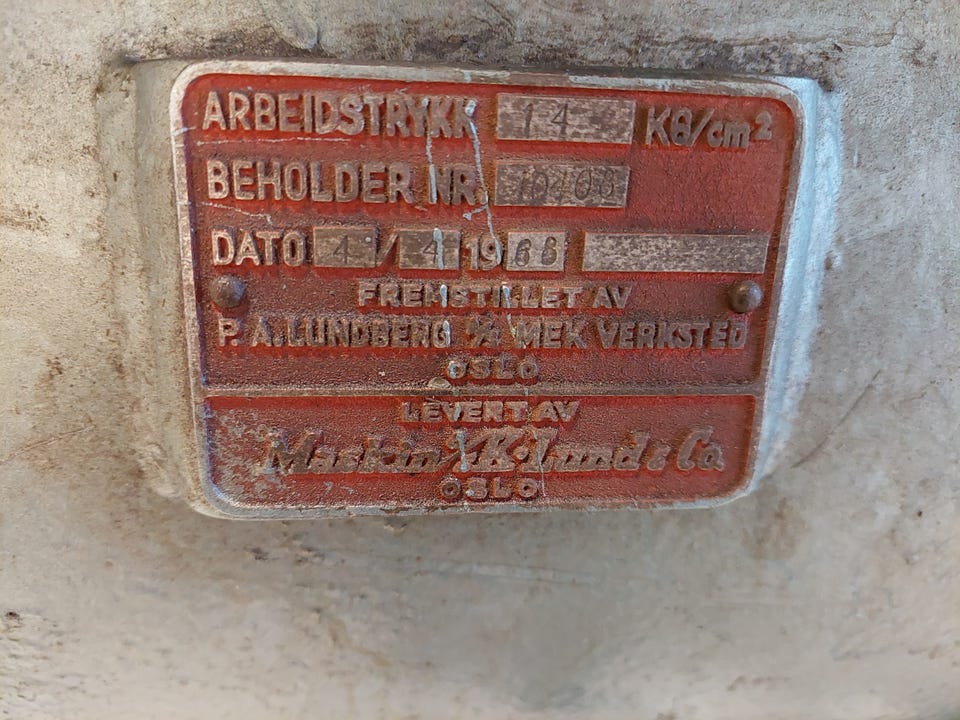 ARBEIDSTRYKK 14 KG/cm²
BEHOLDER NR. 10408
DATO 4 / 4 1968
FREMSTILLET AV
P. A. LUNDBERG MEK VERKSTED
OSLO
LEVERT AV
Maskin A/S K. Lund & Co.
OSLO